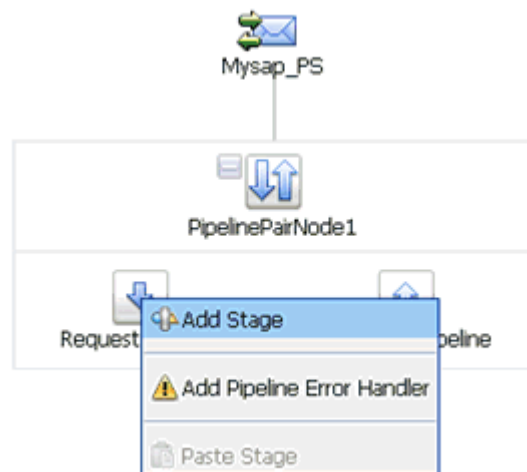 Mysap_PS
PipelinePairNode1
Request
peline
Add Stage
Add Pipeline Error Handler
Paste Stage